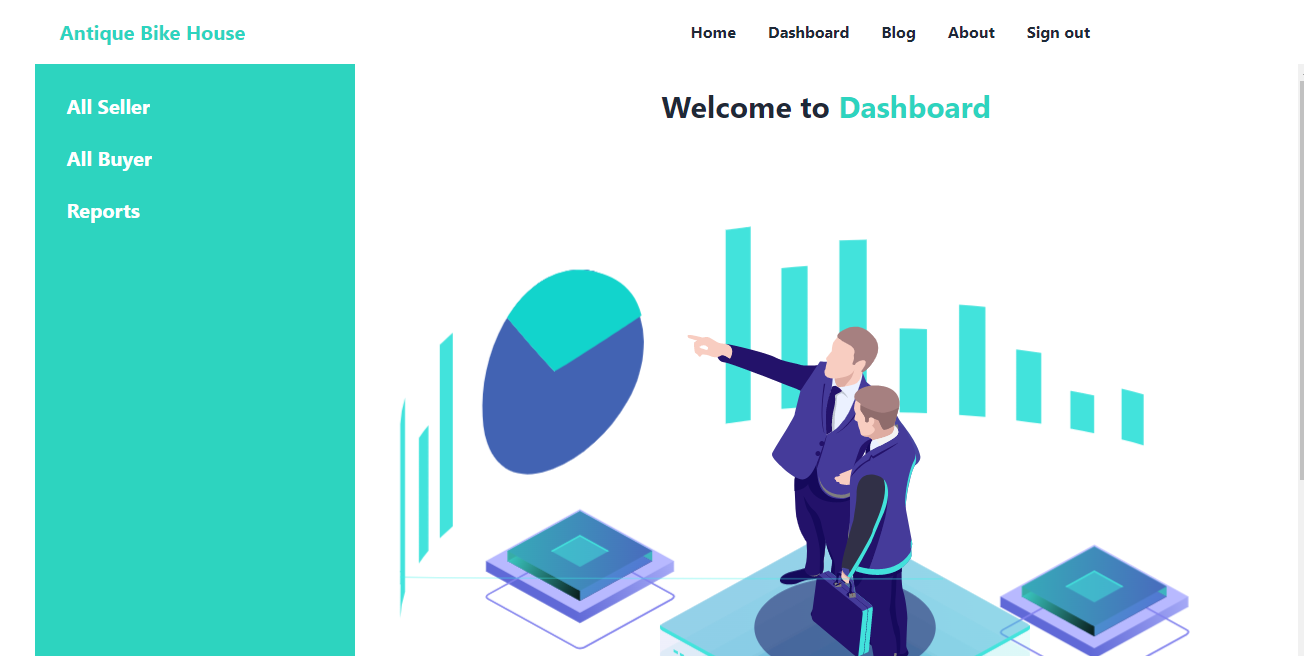 Antique Bike House
Home Dashboard Blog About Sign out
All Seller
All Buyer
Reports
Welcome to Dashboard